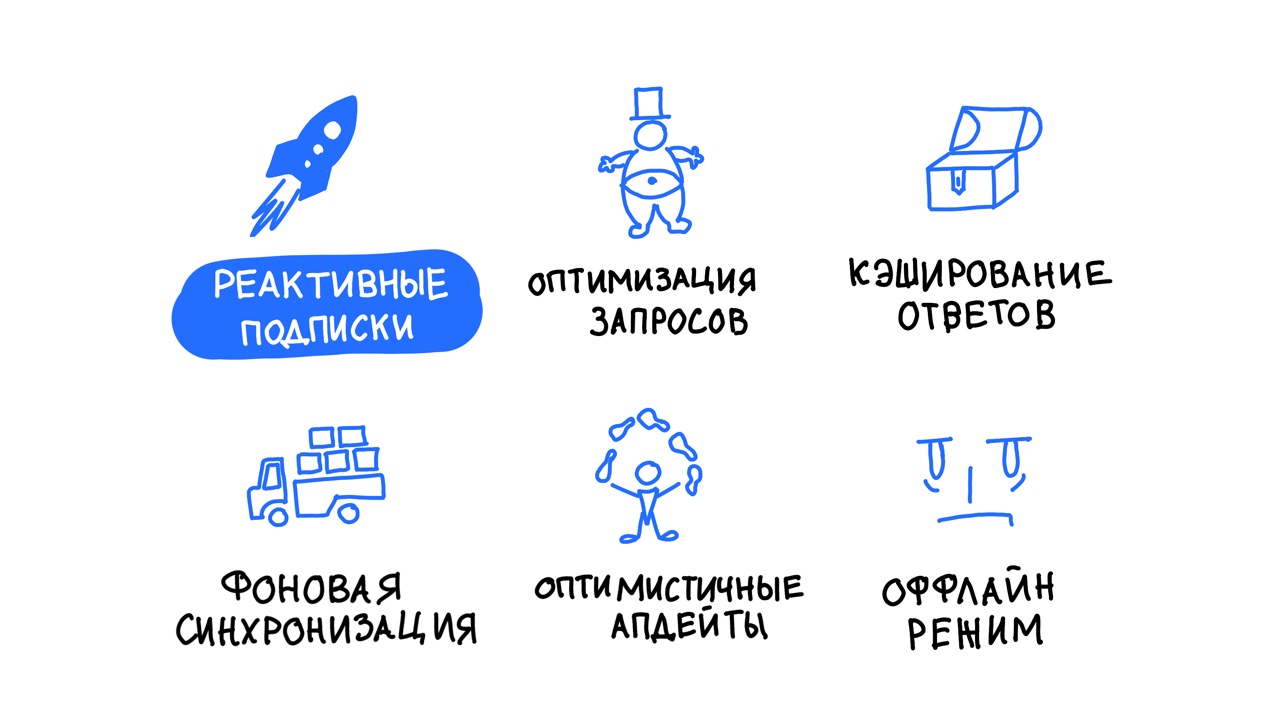 РЕАКТИВНЫЕ
ПОДПИСКИ
ОПТИМИЗАЦИЯ
ЗАПРОСОВ
КЭШИРОВАНИЕ
ОТВЕТОВ
ФОНОВАЯ
СИНХРОНИЗАЦИЯ
ОПТИМИСТИЧНЫЕ
АПДЕЙТЫ
ОФФЛАЙН
РЕЖИМ